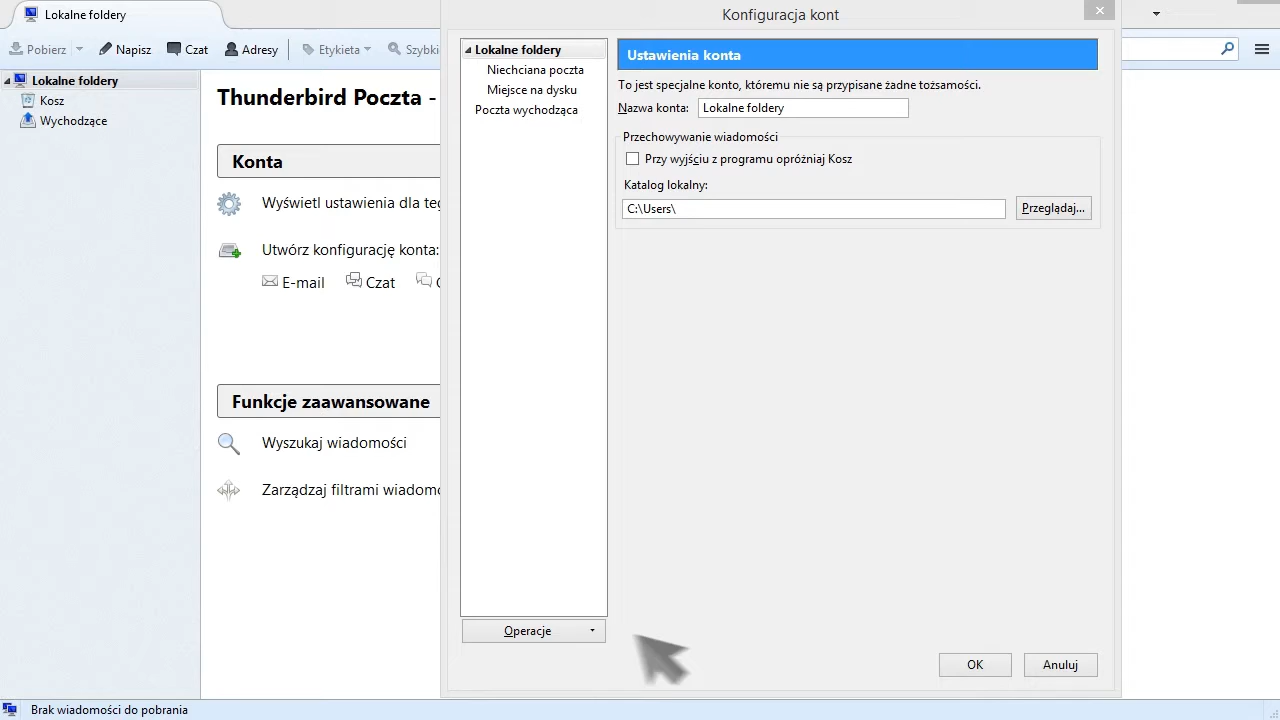 Lokalne foldery
Pobierz
Napisz
Czat
Adresy
Etykieta
Szybki
Lokalne foldery
Kosz
Wychodzące
Thunderbird Poczta -
Konta
Wyświetl ustawienia dla teg
Utwórz konfigurację konta:
E-mail
Czat
Funkcje zaawansowane
Wyszukaj wiadomości
Zarządzaj filtrami wiadomo
Konfiguracja kont
Lokalne foldery
Niechciana poczta
Miejsce na dysku
Poczta wychodząca
Operacje
Ustawienia konta
To jest specjalne konto, któremu nie są przypisane żadne tożsamości.
Nazwa konta: Lokalne foldery
Przechowywanie wiadomości
Przy wyjściu z programu opróżniaj Kosz
Katalog lokalny:
C:\Users\
Przeglądaj...
OK
Anuluj
Brak wiadomości do pobrania